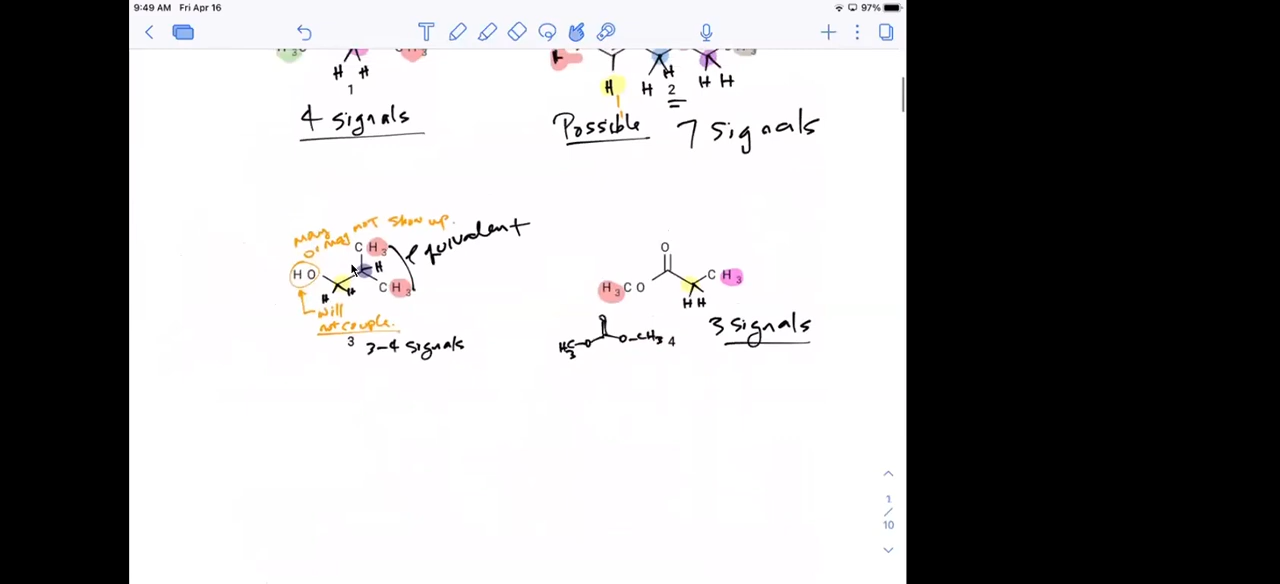 9:49 AM Fri Apr 16
97%
H H
1
H
H
H
2
H H
4 signals
Possible 7 signals
may
or may not show up.
CH3
equivalent
HO
H
H
H
CH3
will
not couple.
3
3-4 signals
O
H3CO
CH3
H H
3 signals
H3C-O
O-CH3
4
1
/
10